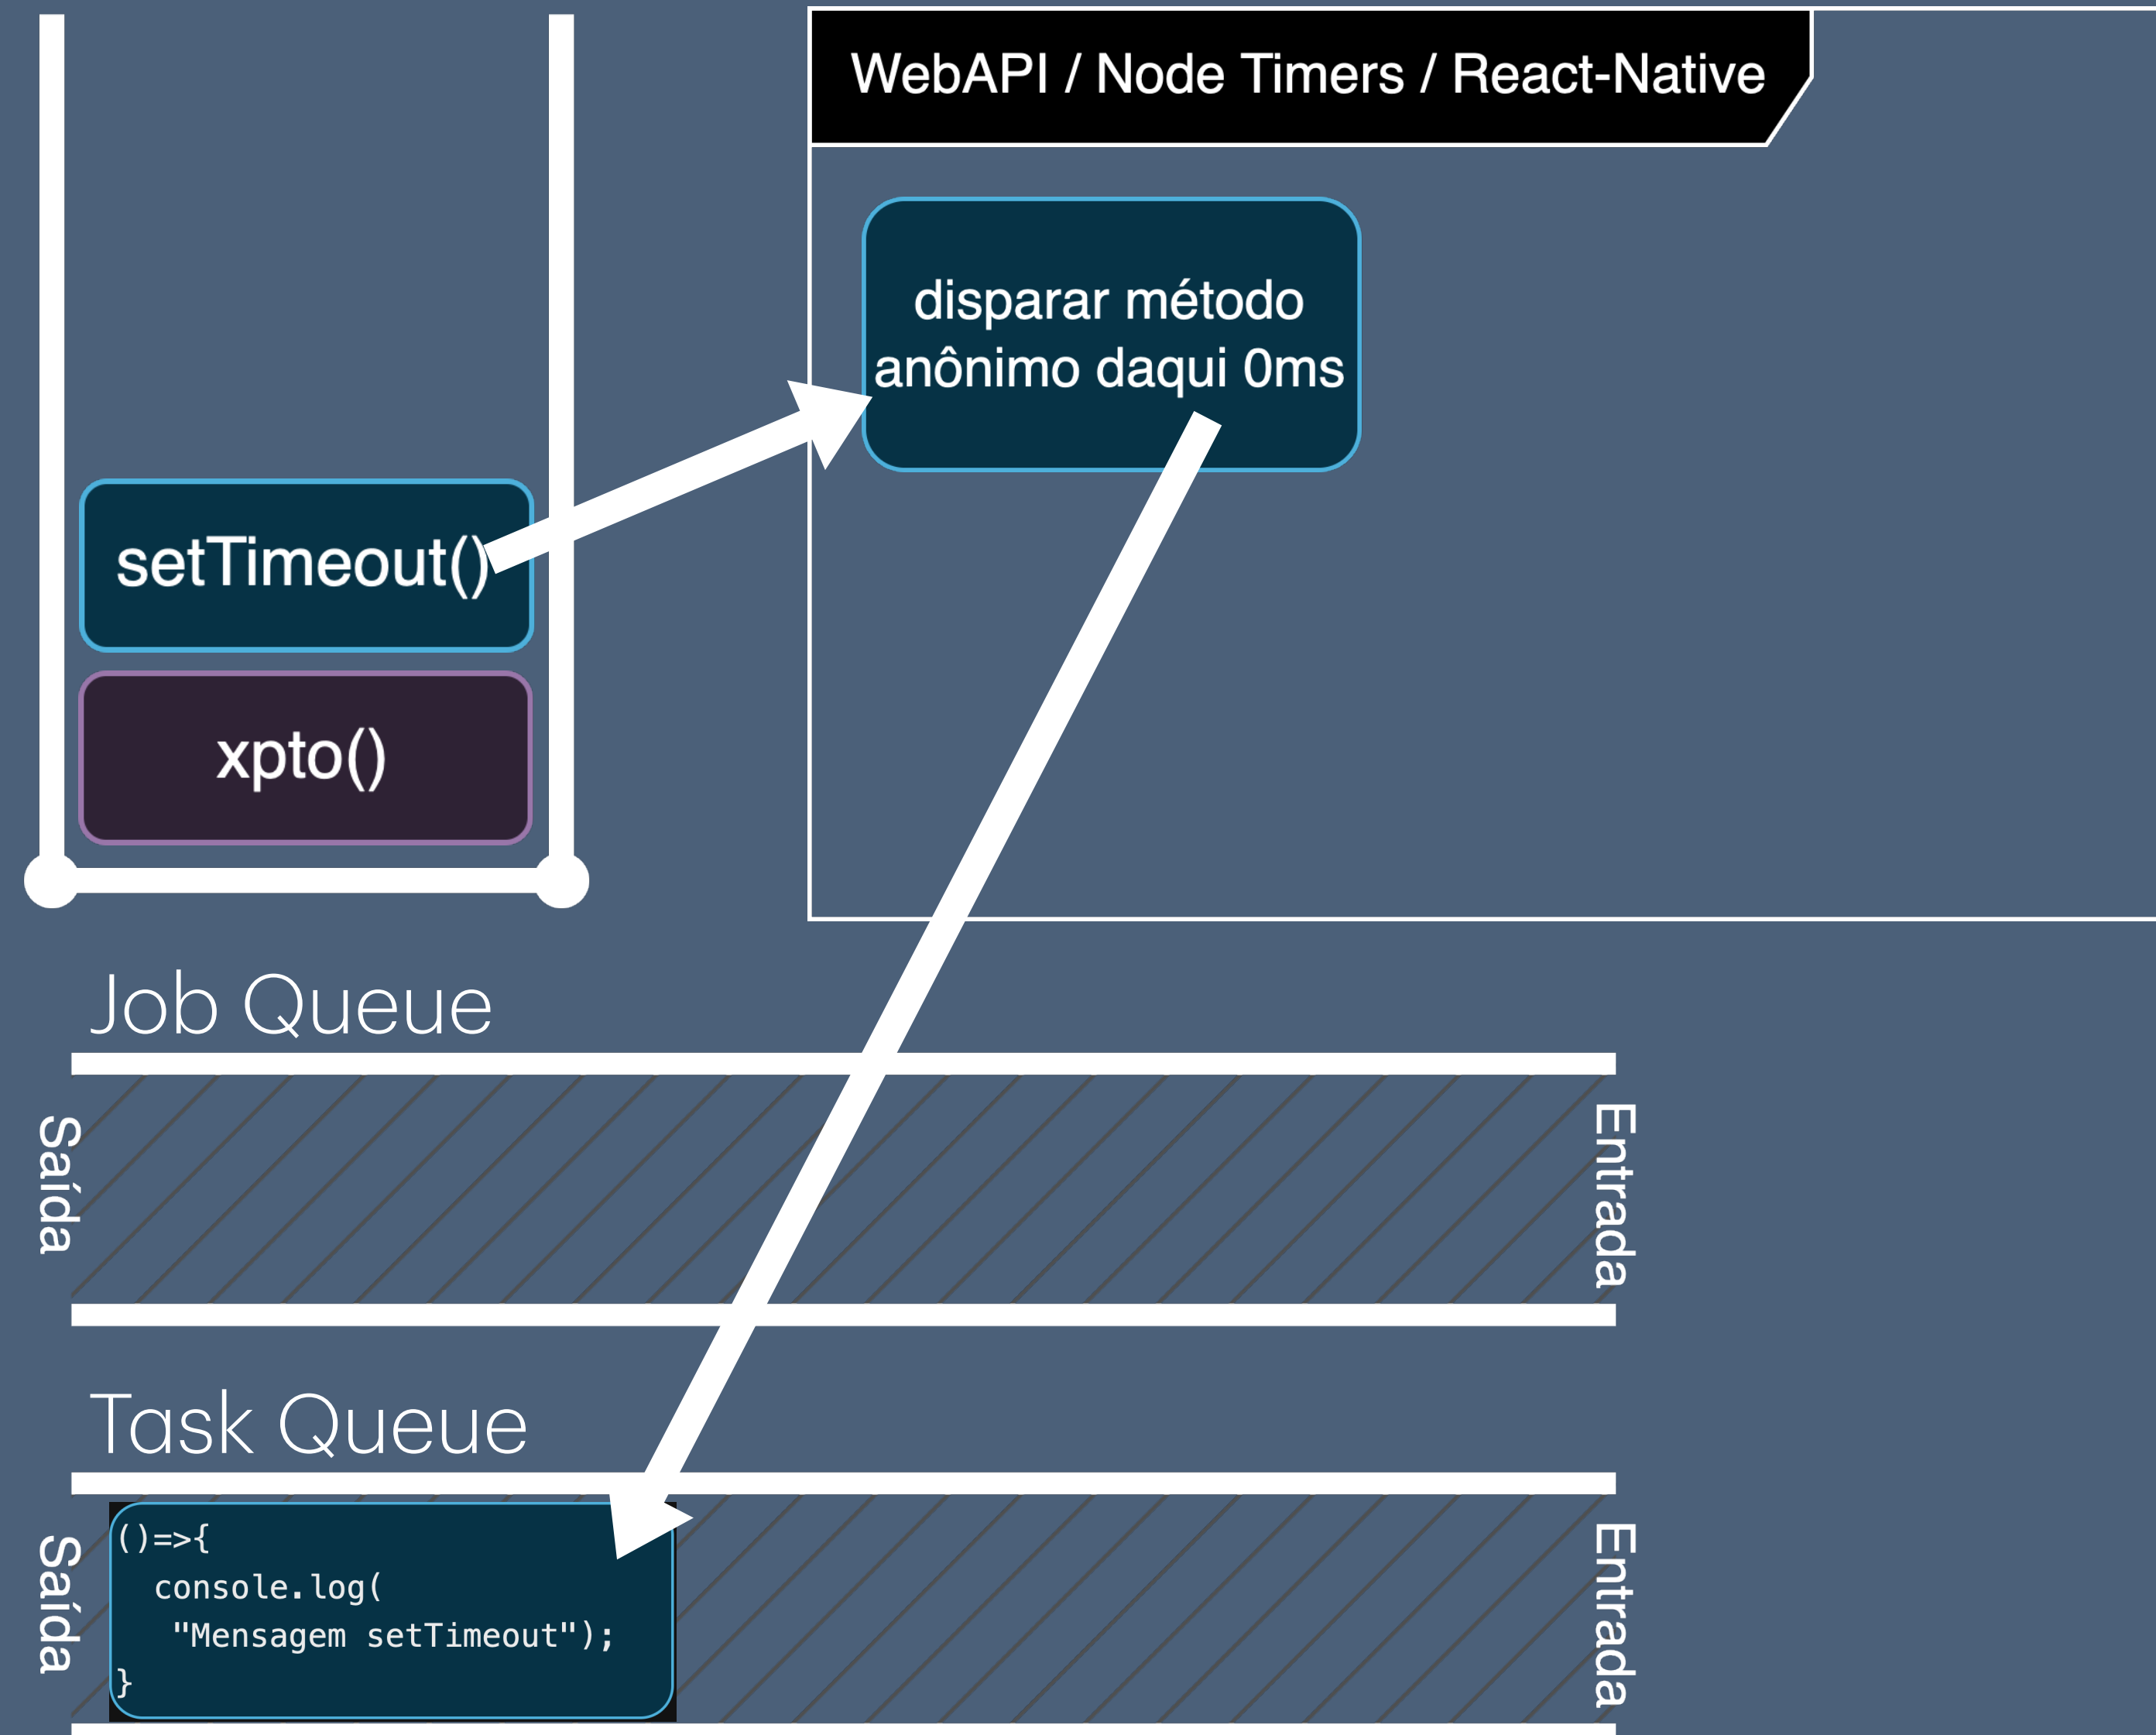 WebAPI / Node Timers / React-Native
disparar método
anônimo daqui 0ms
setTimeout()
xpto()
Job Queue
Saída
Entrada
Task Queue
Saída
Entrada
()=>{
console.log(
"Mensagem setTimeout");
}